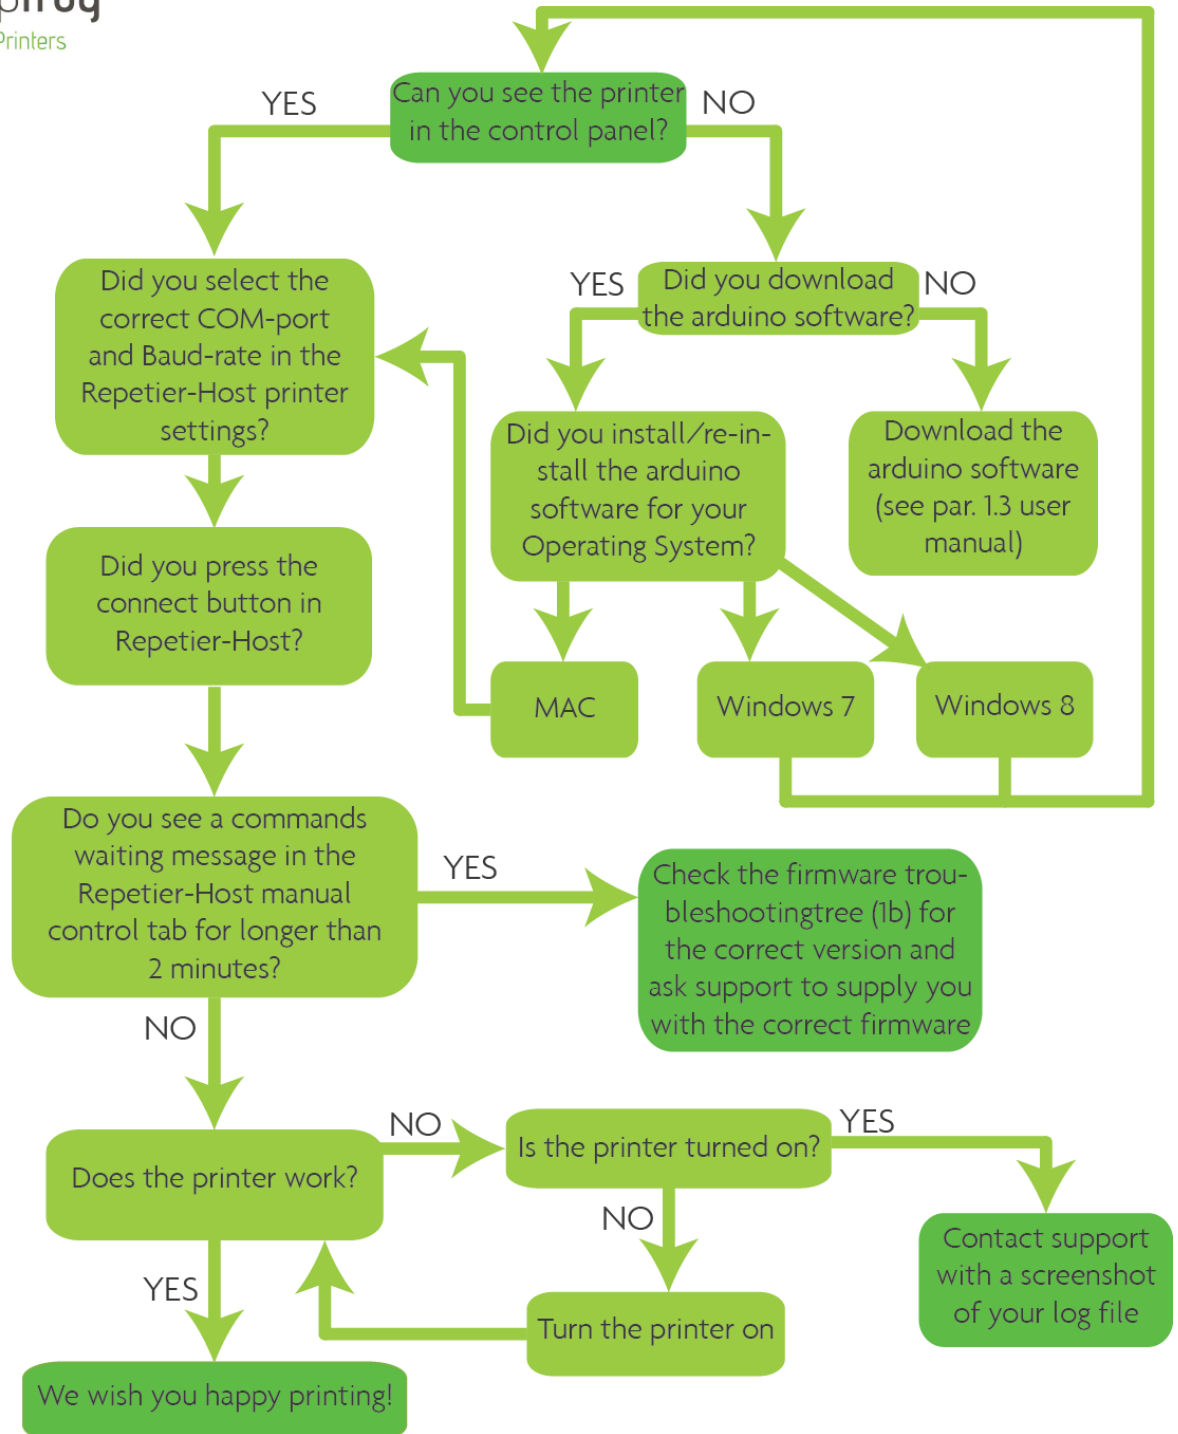 Printers
YES
Can you see the printer
in the control panel?
NO
Did you select the
correct COM-port
and Baud-rate in the
Repetier-Host printer
settings?
YES
Did you download
the arduino software?
NO
Did you install/re-in-
stall the arduino
software for your
Operating System?
Download the
arduino software
(see par. 1.3 user
manual)
Did you press the
connect button in
Repetier-Host?
MAC
Windows 7
Windows 8
Do you see a commands
waiting message in the
Repetier-Host manual
control tab for longer than
2 minutes?
YES
Check the firmware trou-
bleshootingtree (1b) for
the correct version and
ask support to supply you
with the correct firmware
NO
Does the printer work?
NO
Is the printer turned on?
YES
NO
Contact support
with a screenshot
of your log file
YES
Turn the printer on
We wish you happy printing!